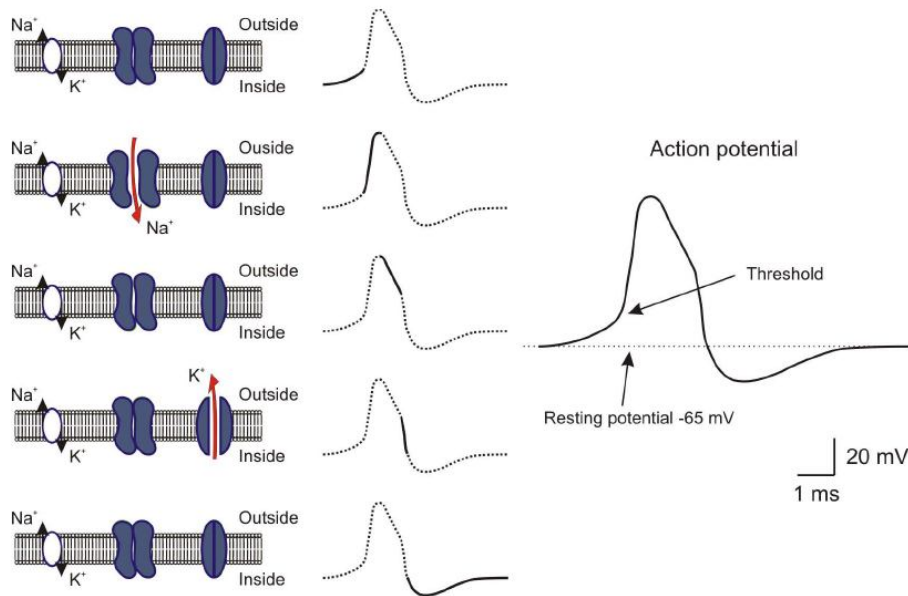 Na⁺
Outside
K⁺
Inside
Na⁺
Ouside
K⁺
Na⁺
Inside
Action potential
Na⁺
Outside
K⁺
Inside
Threshold
Na⁺
K⁺
Outside
K⁺
Inside
Resting potential -65 mV
20 mV
1 ms
Na⁺
Outside
K⁺
Inside